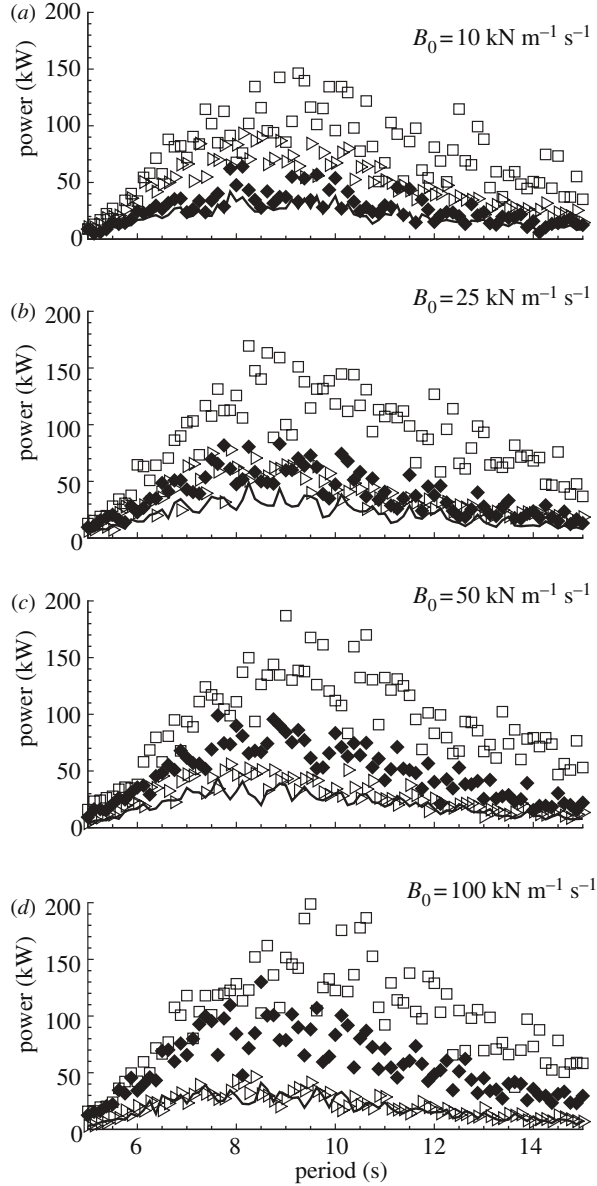 (a) 200
B₀ = 10 kN m⁻¹ s⁻¹
150
power (kW)
100
50
0
(b) 200
B₀ = 25 kN m⁻¹ s⁻¹
150
power (kW)
100
50
0
(c) 200
B₀ = 50 kN m⁻¹ s⁻¹
150
power (kW)
100
50
0
(d) 200
B₀ = 100 kN m⁻¹ s⁻¹
150
power (kW)
100
50
0
6 8 10 12 14
period (s)